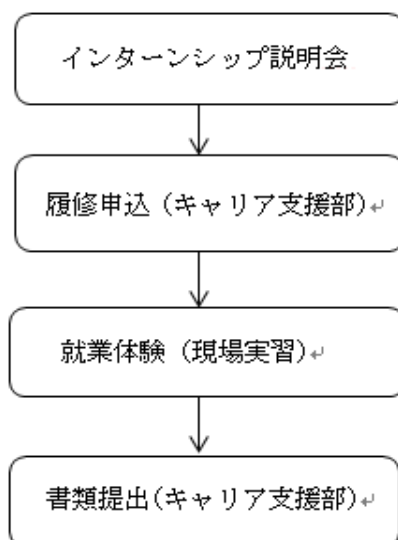 インターンシップ説明会
履修申込（キャリア支援部）
就業体験（現場実習）
書類提出(キャリア支援部)